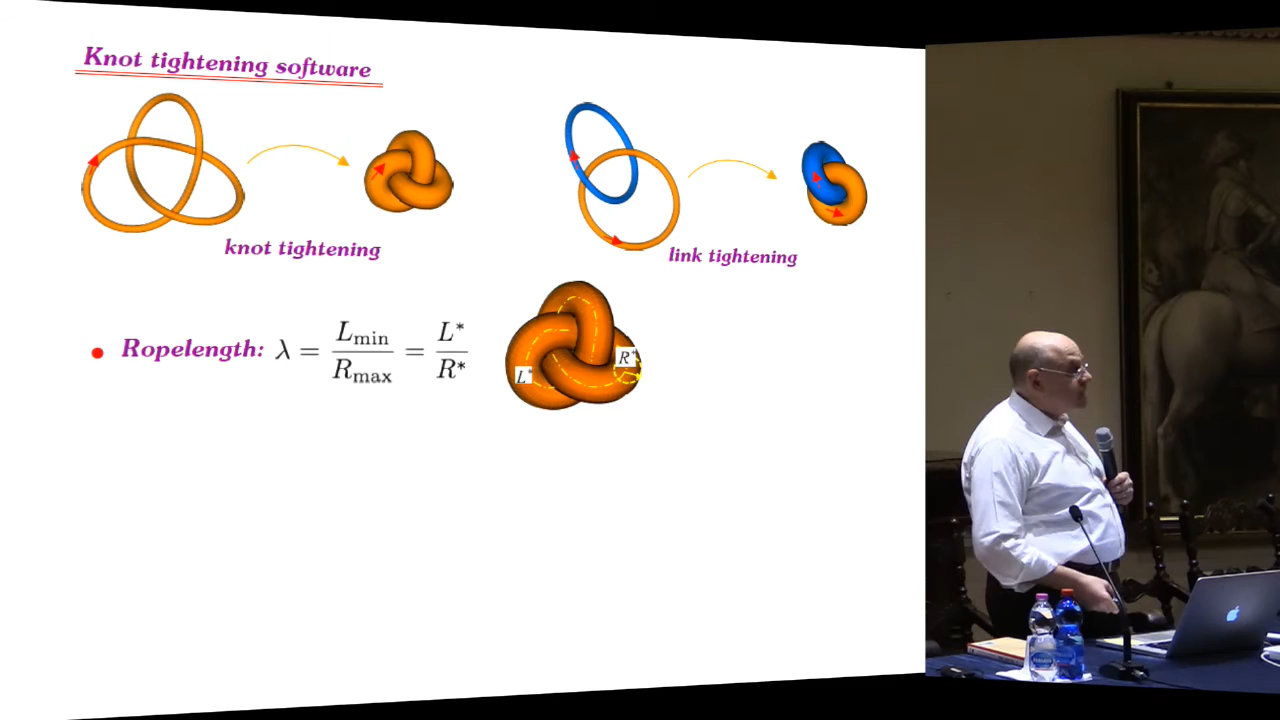 Knot tightening software
knot tightening
link tightening
• Ropelength: λ = L_min / R_max = L* / R*
L*
R*